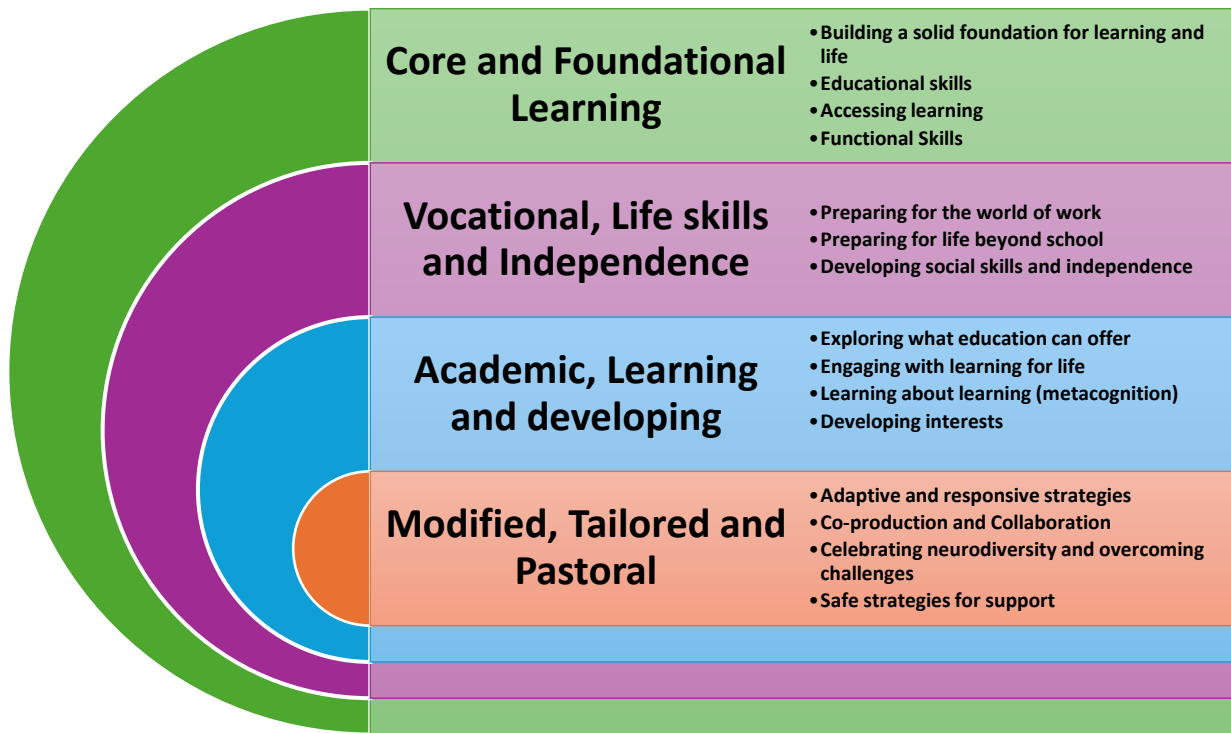 Core and Foundational
Learning
•Building a solid foundation for learning and
life
•Educational skills
•Accessing learning
•Functional Skills
Vocational, Life skills
and Independence
•Preparing for the world of work
•Preparing for life beyond school
•Developing social skills and independence
Academic, Learning
and developing
•Exploring what education can offer
•Engaging with learning for life
•Learning about learning (metacognition)
•Developing interests
Modified, Tailored and
Pastoral
•Adaptive and responsive strategies
•Co-production and Collaboration
•Celebrating neurodiversity and overcoming
challenges
•Safe strategies for support